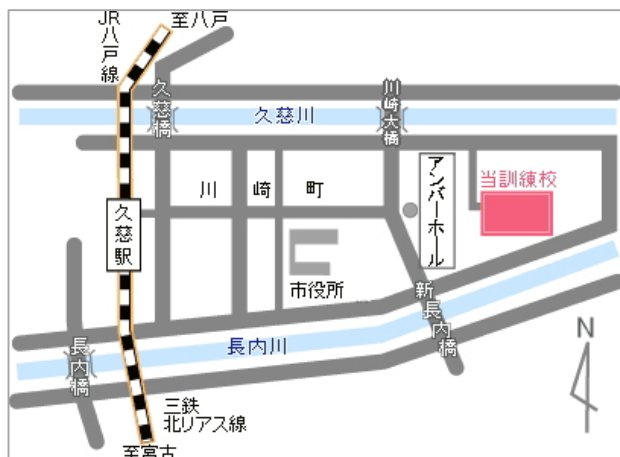 至八戸
JR八戸線
久慈橋
久慈川
川崎大橋
アンバーホール
当訓練校
川崎町
久慈駅
市役所
新長内橋
長内川
長内橋
N
三鉄
北リアス線
至宮古